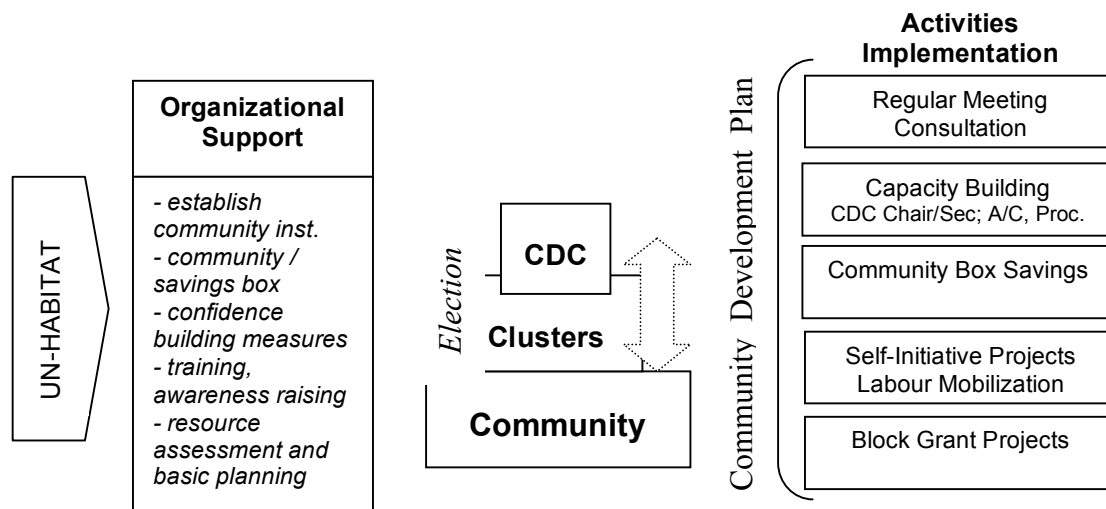 UN-HABITAT
Organizational
Support
- establish
community inst.
- community /
savings box
- confidence
building measures
- training,
awareness raising
- resource
assessment and
basic planning
Election
CDC
Clusters
Community
Community Development Plan
Activities
Implementation
Regular Meeting
Consultation
Capacity Building
CDC Chair/Sec; A/C, Proc.
Community Box Savings
Self-Initiative Projects
Labour Mobilization
Block Grant Projects